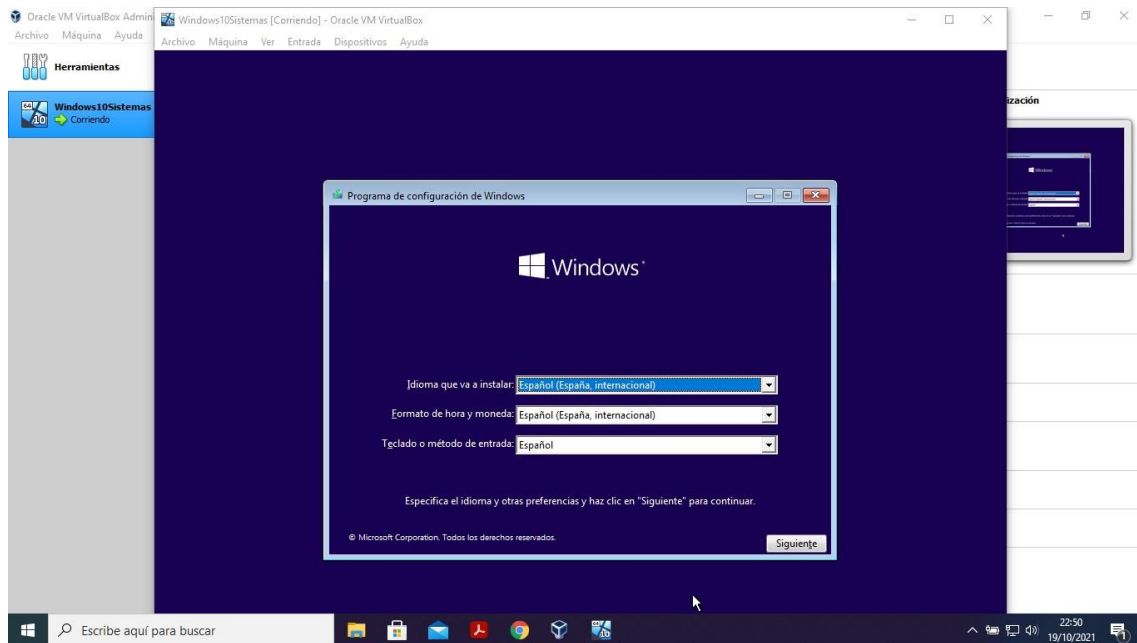 Oracle VM VirtualBox Admin
Archivo Máquina Ayuda
Herramientas
64
10
Windows10Sistemas
Corriendo
Windows10Sistemas [Corriendo] - Oracle VM VirtualBox
Archivo Máquina Ver Entrada Dispositivos Ayuda
ización
Programa de configuración de Windows
Windows
Idioma que va a instalar: Español (España, internacional)
Formato de hora y moneda: Español (España, internacional)
Teclado o método de entrada: Español
Especifica el idioma y otras preferencias y haz clic en "Siguiente" para continuar.
© Microsoft Corporation. Todos los derechos reservados.
Siguiente
Escribe aquí para buscar
22:50
19/10/2021